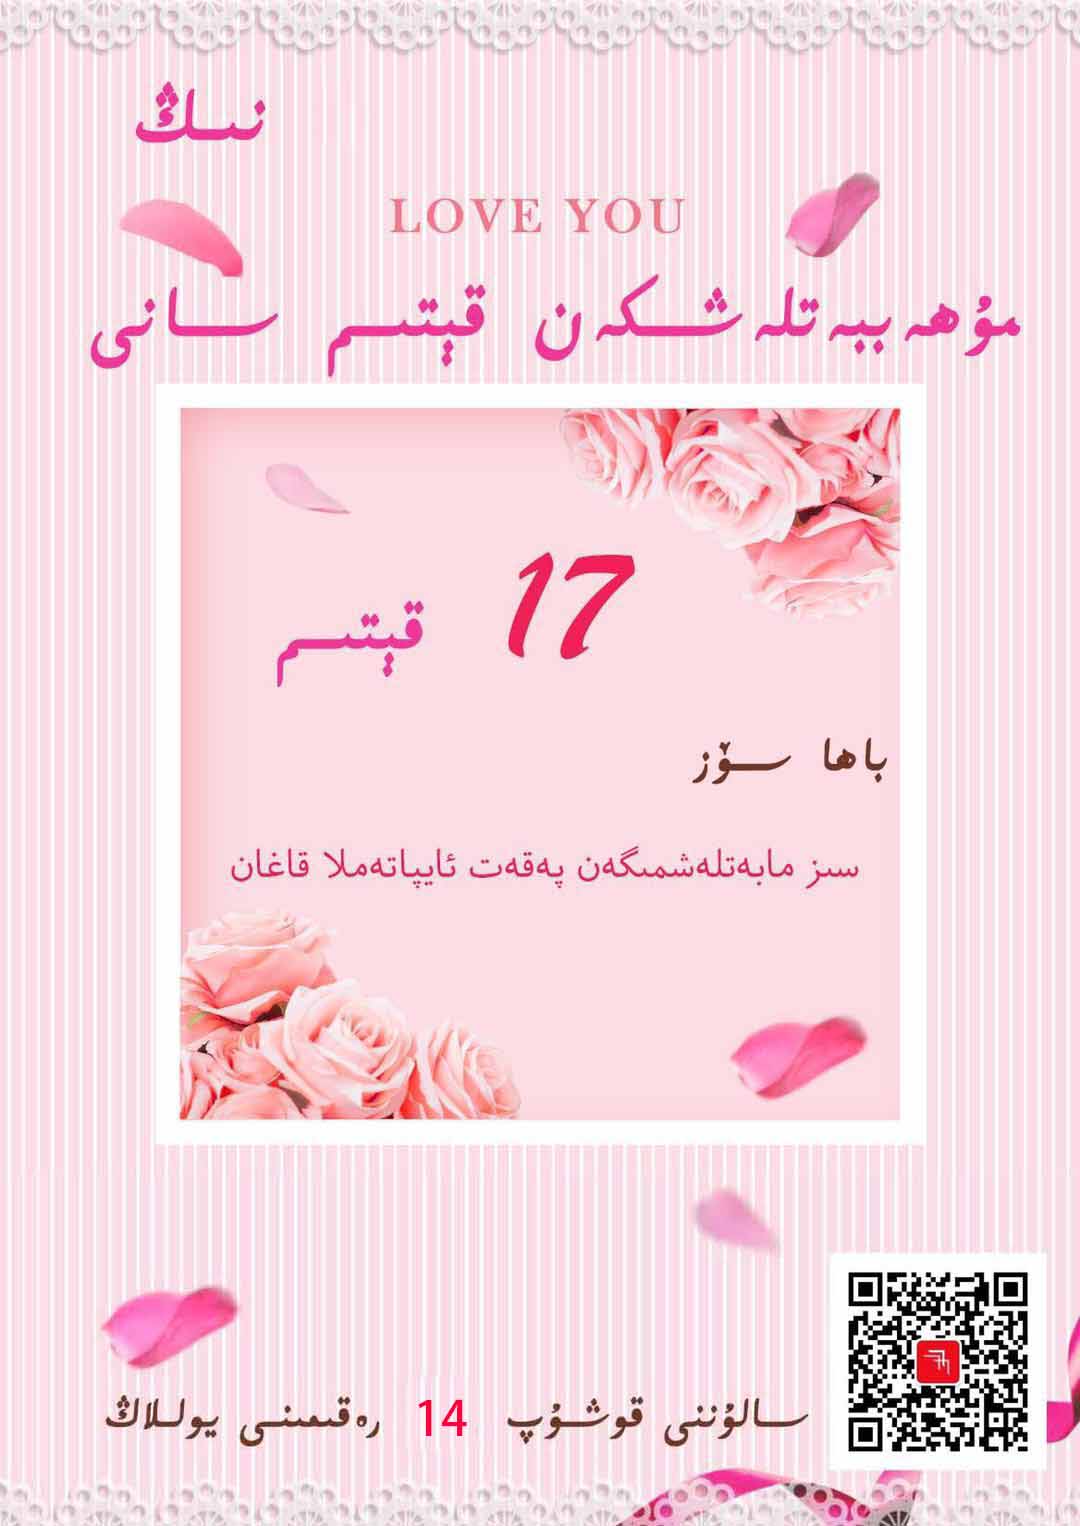 نىڭ
LOVE YOU
مۇھەببەتلەشكەن قېتىم سانى
17 قېتىم
باھا سۆز
سىز مابەتلەشمىگەن پەقەت ئايپاتەملا قاغان
سالۇننى قوشۇپ 14 رەقىمىنى يوللاڭ